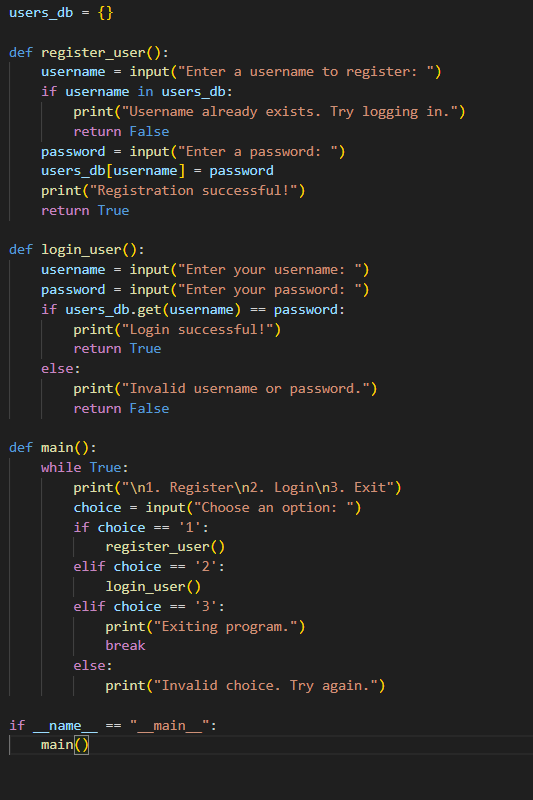 users_db = {}

def register_user():
    username = input("Enter a username to register: ")
    if username in users_db:
        print("Username already exists. Try logging in.")
        return False
    password = input("Enter a password: ")
    users_db[username] = password
    print("Registration successful!")
    return True

def login_user():
    username = input("Enter your username: ")
    password = input("Enter your password: ")
    if users_db.get(username) == password:
        print("Login successful!")
        return True
    else:
        print("Invalid username or password.")
        return False

def main():
    while True:
        print("\n1. Register\n2. Login\n3. Exit")
        choice = input("Choose an option: ")
        if choice == '1':
            register_user()
        elif choice == '2':
            login_user()
        elif choice == '3':
            print("Exiting program.")
            break
        else:
            print("Invalid choice. Try again.")

if __name__ == "__main__":
    main()